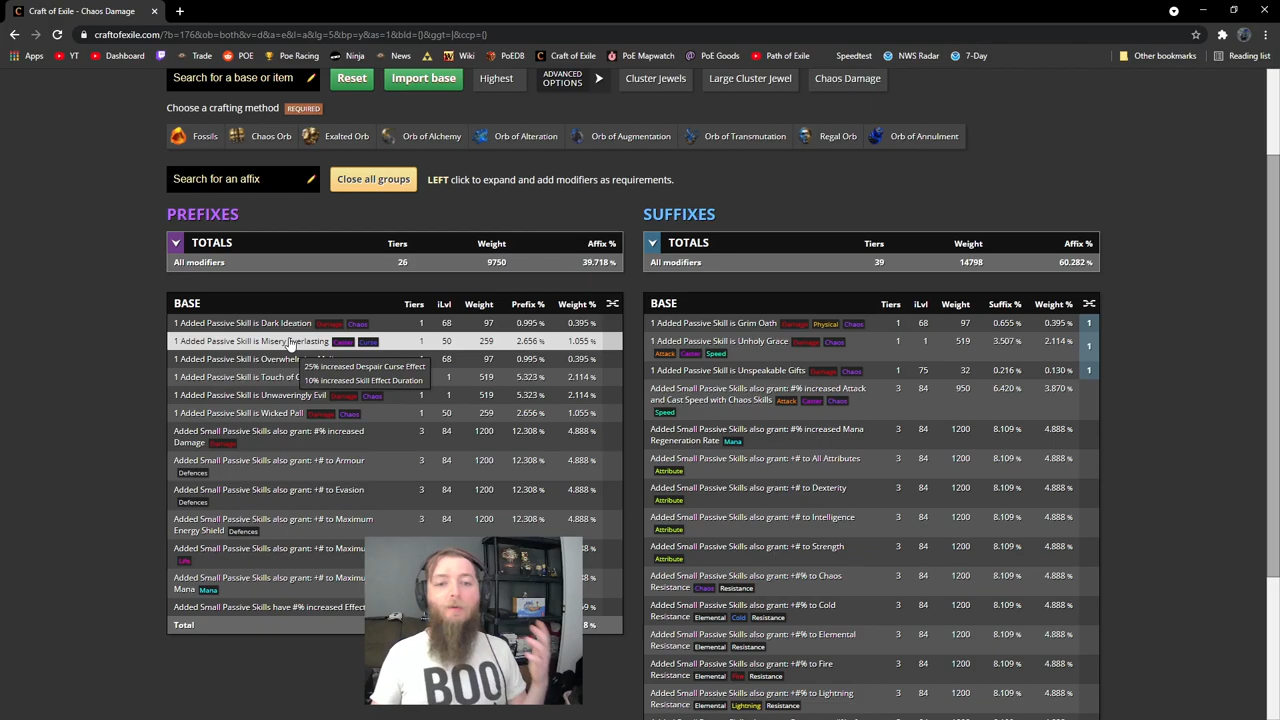 Craft of Exile - Chaos Damage
craftofexile.com/?b=176&ob=both&v=d&a=e&l=a&lg=5&bp=y&as=1&bld={}&ggt=|&ccp={}
Apps YT Dashboard Traite POE Poe Racing Ninja News Wiki PoEDB Craft of Exile PoE Mapwatch PoE Goods Path of Exile Speedtest NWS Radar 7-Day Other bookmarks Reading list
Search for a base or item Reset Import base Highest ADVANCED OPTIONS Cluster Jewels Large Cluster Jewel Chaos Damage
Choose a crafting method REQUIRED
Fossils Chaos Orb Exalted Orb Orb of Alchemy Orb of Alteration Orb of Augmentation Orb of Transmutation Regal Orb Orb of Annulment
Search for an affix Close all groups LEFT click to expand and add modifiers as requirements.
PREFIXES
TOTALS Tiers Weight Affix %
All modifiers 26 9750 39.718 %
BASE Tiers iLvl Weight Prefix % Weight %
1 Added Passive Skill is Dark Ideation Damage Chaos 1 68 97 0.995 % 0.395 %
1 Added Passive Skill is Misery Everlasting Caster Curse 1 50 259 2.656 % 1.055 %
1 Added Passive Skill is 68 97 0.995 % 0.395 %
25% increased Despair Curse Effect
10% increased Skill Effect Duration
1 Added Passive Skill is Touch of 1 519 5.323 % 2.114 %
1 Added Passive Skill is Unwaveringly Evil Damage Chaos 1 1 519 5.323 % 2.114 %
1 Added Passive Skill is Wicked Pall Damage Chaos 1 50 259 2.656 % 1.055 %
Added Small Passive Skills also grant: #% increased
Damage Damage 3 84 1200 12.308 % 4.888 %
Added Small Passive Skills also grant: +# to Armour
Defences 3 84 1200 12.308 % 4.888 %
Added Small Passive Skills also grant: +# to Evasion
Defences 3 84 1200 12.308 % 4.888 %
Added Small Passive Skills also grant: +# to Maximum
Energy Shield Defences 3 84 1200 12.308 % 4.888 %
Added Small Passive Skills also grant: +# to
Life
Added Small Passive Skills also grant: +# to
Mana Mana
Added Small Passive Skills have #% increased Effect
Total
SUFFIXES
TOTALS Tiers Weight Affix %
All modifiers 39 14798 60.282 %
BASE Tiers iLvl Weight Suffix % Weight %
1 Added Passive Skill is Grim Oath Damage Physical Chaos 1 68 97 0.655 % 0.395 % 1
1 Added Passive Skill is Unholy Grace Damage Chaos
Attack Caster Speed 1 1 519 3.507 % 2.114 % 1
1 Added Passive Skill is Unspeakable Gifts Damage Chaos 1 75 32 0.216 % 0.130 % 1
Added Small Passive Skills also grant: #% increased Attack
and Cast Speed with Chaos Skills Attack Caster Chaos
Speed 3 84 950 6.420 % 3.870 %
Added Small Passive Skills also grant: #% increased Mana
Regeneration Rate Mana 3 84 1200 8.109 % 4.888 %
Added Small Passive Skills also grant: +# to All Attributes
Attribute 3 84 1200 8.109 % 4.888 %
Added Small Passive Skills also grant: +# to Dexterity
Attribute 3 84 1200 8.109 % 4.888 %
Added Small Passive Skills also grant: +# to Intelligence
Attribute 3 84 1200 8.109 % 4.888 %
Added Small Passive Skills also grant: +# to Strength
Attribute 3 84 1200 8.109 % 4.888 %
Added Small Passive Skills also grant: +#% to Chaos
Resistance Chaos Resistance 3 84 1200 8.109 % 4.888 %
Added Small Passive Skills also grant: +#% to Cold
Resistance Elemental Cold Resistance 3 84 1200 8.109 % 4.888 %
Added Small Passive Skills also grant: +#% to Elemental
Resistance Elemental Resistance 3 84 1200 8.109 % 4.888 %
Added Small Passive Skills also grant: +#% to Fire
Resistance Elemental Fire Resistance 3 84 1200 8.109 % 4.888 %
Added Small Passive Skills also grant: +#% to Lightning
Resistance Elemental Lightning Resistance 3 84 1200 8.109 % 4.888 %
BOO